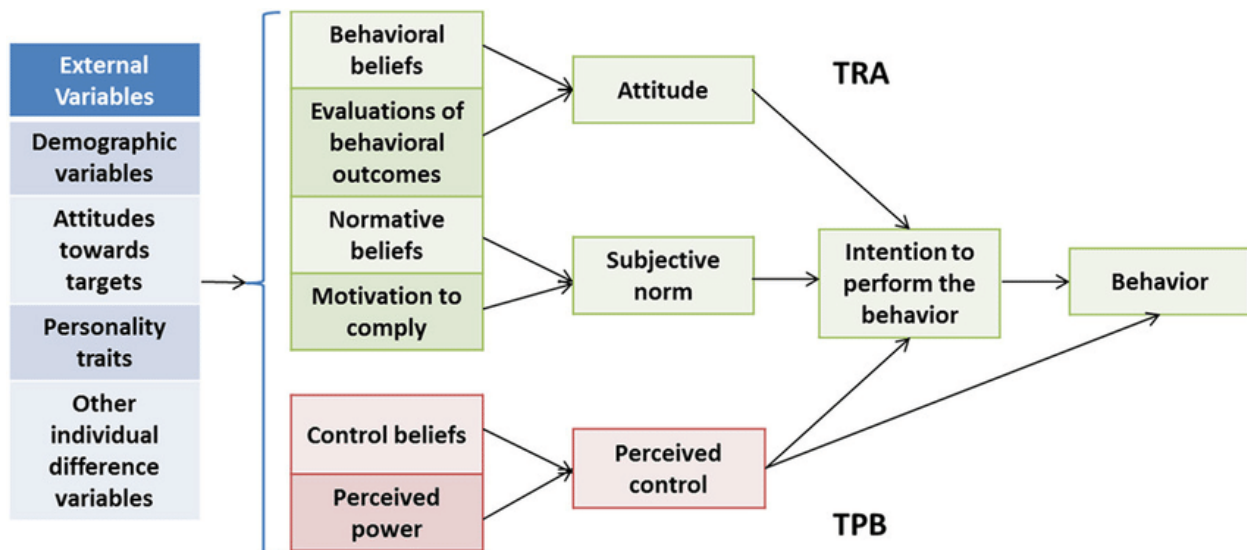 External
Variables
Demographic
variables
Attitudes
towards
targets
Personality
traits
Other
individual
difference
variables
Behavioral
beliefs
Evaluations of
behavioral
outcomes
Normative
beliefs
Motivation to
comply
Control beliefs
Perceived
power
Attitude
Subjective
norm
Perceived
control
TRA
Intention to
perform the
behavior
Behavior
TPB